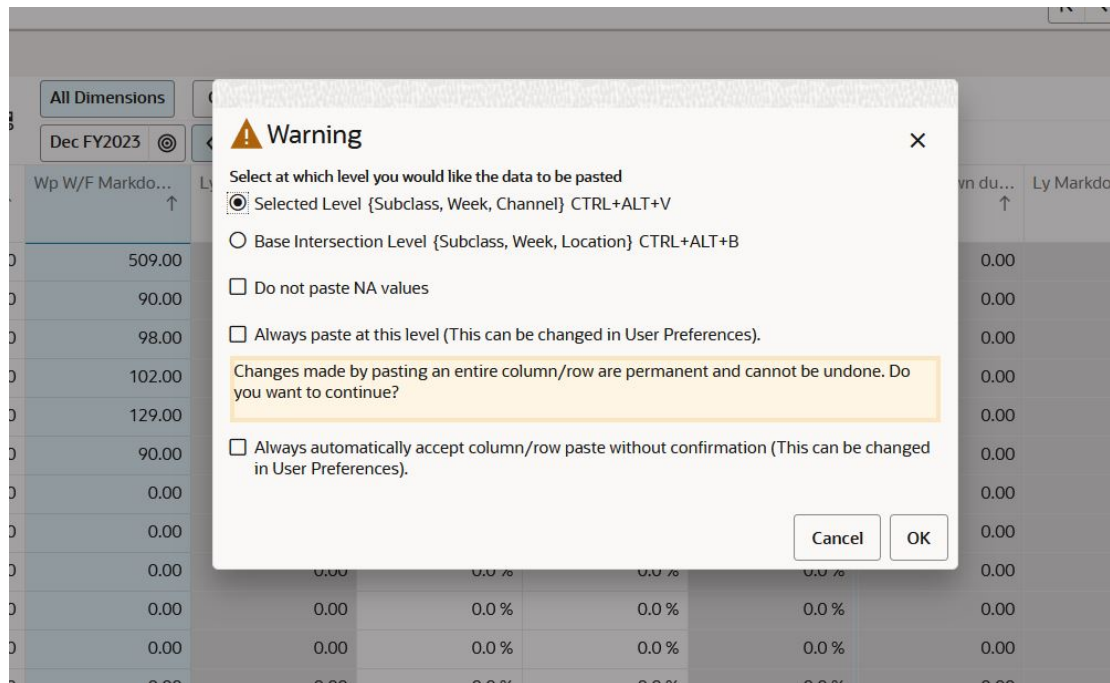 All Dimensions
Dec FY2023
Wp W/F Markdo...
Ly Markdo
Warning
Select at which level you would like the data to be pasted
Selected Level {Subclass, Week, Channel} CTRL+ALT+V
Base Intersection Level {Subclass, Week, Location} CTRL+ALT+B
Do not paste NA values
Always paste at this level (This can be changed in User Preferences).
Changes made by pasting an entire column/row are permanent and cannot be undone. Do
you want to continue?
Always automatically accept column/row paste without confirmation (This can be changed
in User Preferences).
Cancel OK
509.00 0.00
90.00 0.00
98.00 0.00
102.00 0.00
129.00 0.00
90.00 0.00
0.00 0.00
0.00 0.00
0.00 0.00 0.0 % 0.0 % 0.0 % 0.00
0.00 0.00 0.0 % 0.0 % 0.0 % 0.00
0.00 0.00 0.0 % 0.0 % 0.0 % 0.00